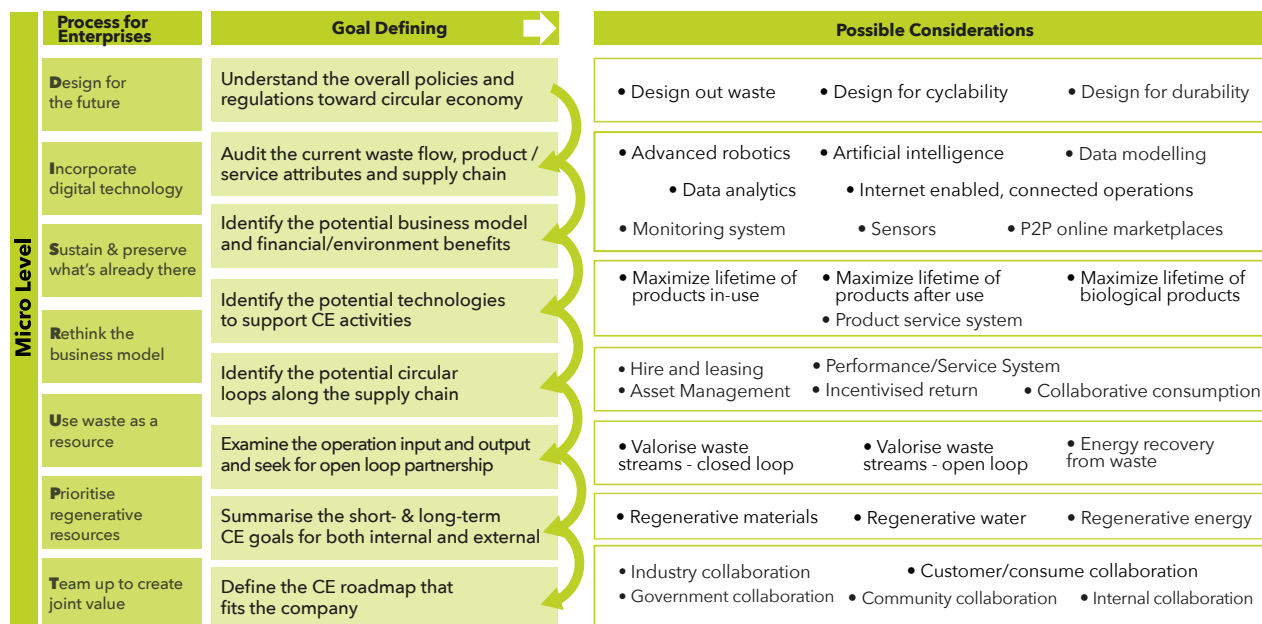 Micro Level
Process for
Enterprises
Goal Defining
Possible Considerations
Design for
the future
Incorporate
digital technology
Sustain & preserve
what's already there
Rethink the
business model
Use waste as a
resource
Prioritise
regenerative
resources
Team up to create
joint value
Understand the overall policies and
regulations toward circular economy
Audit the current waste flow, product /
service attributes and supply chain
Identify the potential business model
and financial/environment benefits
Identify the potential technologies
to support CE activities
Identify the potential circular
loops along the supply chain
Examine the operation input and output
and seek for open loop partnership
Summarise the short- & long-term
CE goals for both internal and external
Define the CE roadmap that
fits the company
• Design out waste • Design for cyclability • Design for durability
• Advanced robotics • Artificial intelligence • Data modelling
• Data analytics • Internet enabled, connected operations
• Monitoring system • Sensors • P2P online marketplaces
• Maximize lifetime of
products in-use
• Maximize lifetime of
products after use
• Product service system
• Maximize lifetime of
biological products
• Hire and leasing • Performance/Service System
• Asset Management • Incentivised return • Collaborative consumption
• Valorise waste
streams - closed loop
• Valorise waste
streams - open loop
• Energy recovery
from waste
• Regenerative materials • Regenerative water • Regenerative energy
• Industry collaboration • Customer/consume collaboration
• Government collaboration • Community collaboration • Internal collaboration